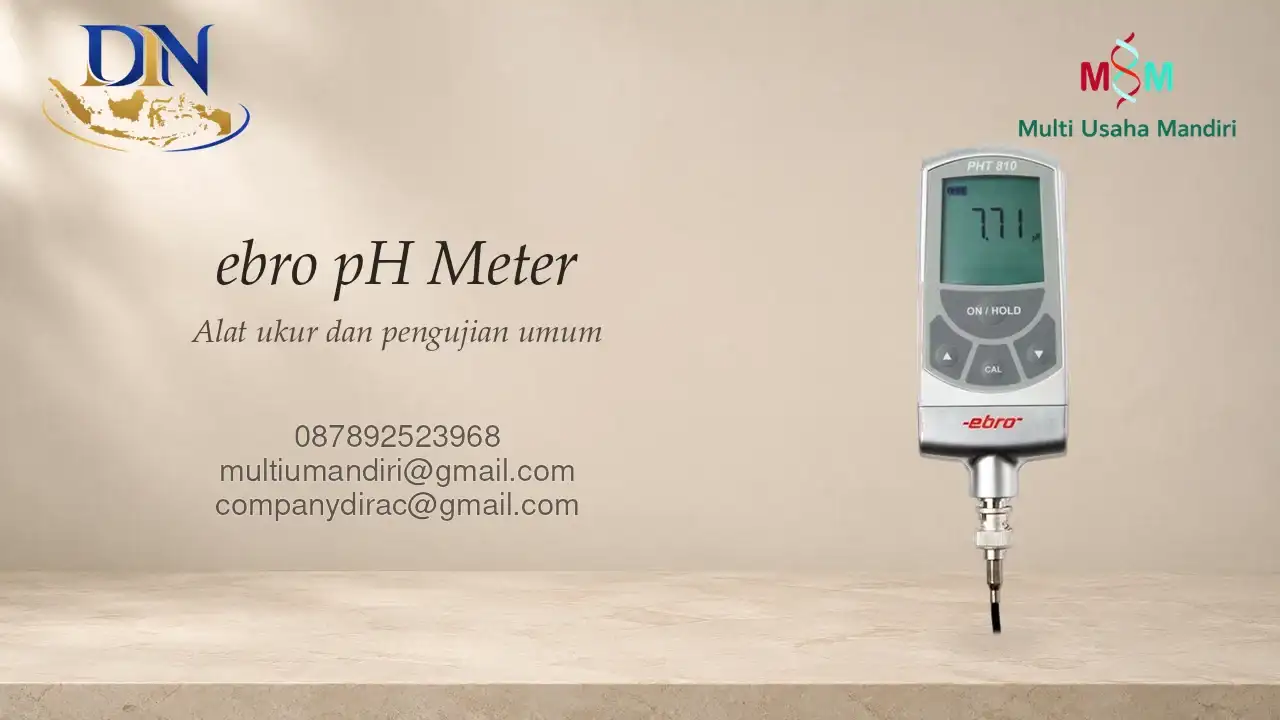 DN
M M
Multi Usaha Mandiri
PHT 810
7.71
ebro pH Meter
ON / HOLD
Alat ukur dan pengujian umum
CAL
-ebro-
087892523968
multiumandiri@gmail.com
companydirac@gmail.com